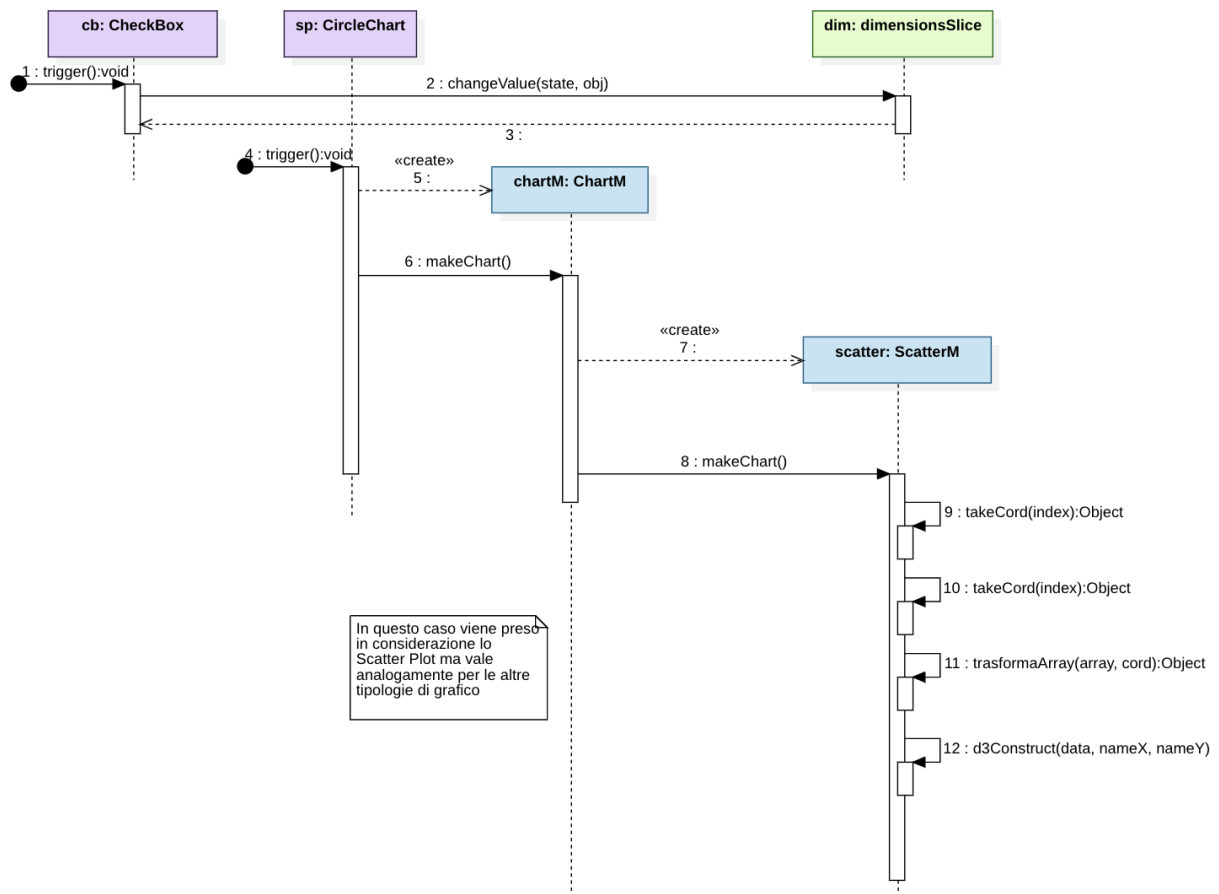 cb: CheckBox
sp: CircleChart
dim: dimensionsSlice
1 : trigger():void
2 : changeValue(state, obj)
3 :
4 : trigger():void
«create»
5 :
chartM: ChartM
6 : makeChart()
«create»
7 :
scatter: ScatterM
8 : makeChart()
9 : takeCord(index):Object
10 : takeCord(index):Object
In questo caso viene preso
in considerazione lo
Scatter Plot ma vale
analogamente per le altre
tipologie di grafico
11 : trasformaArray(array, cord):Object
12 : d3Construct(data, nameX, nameY)